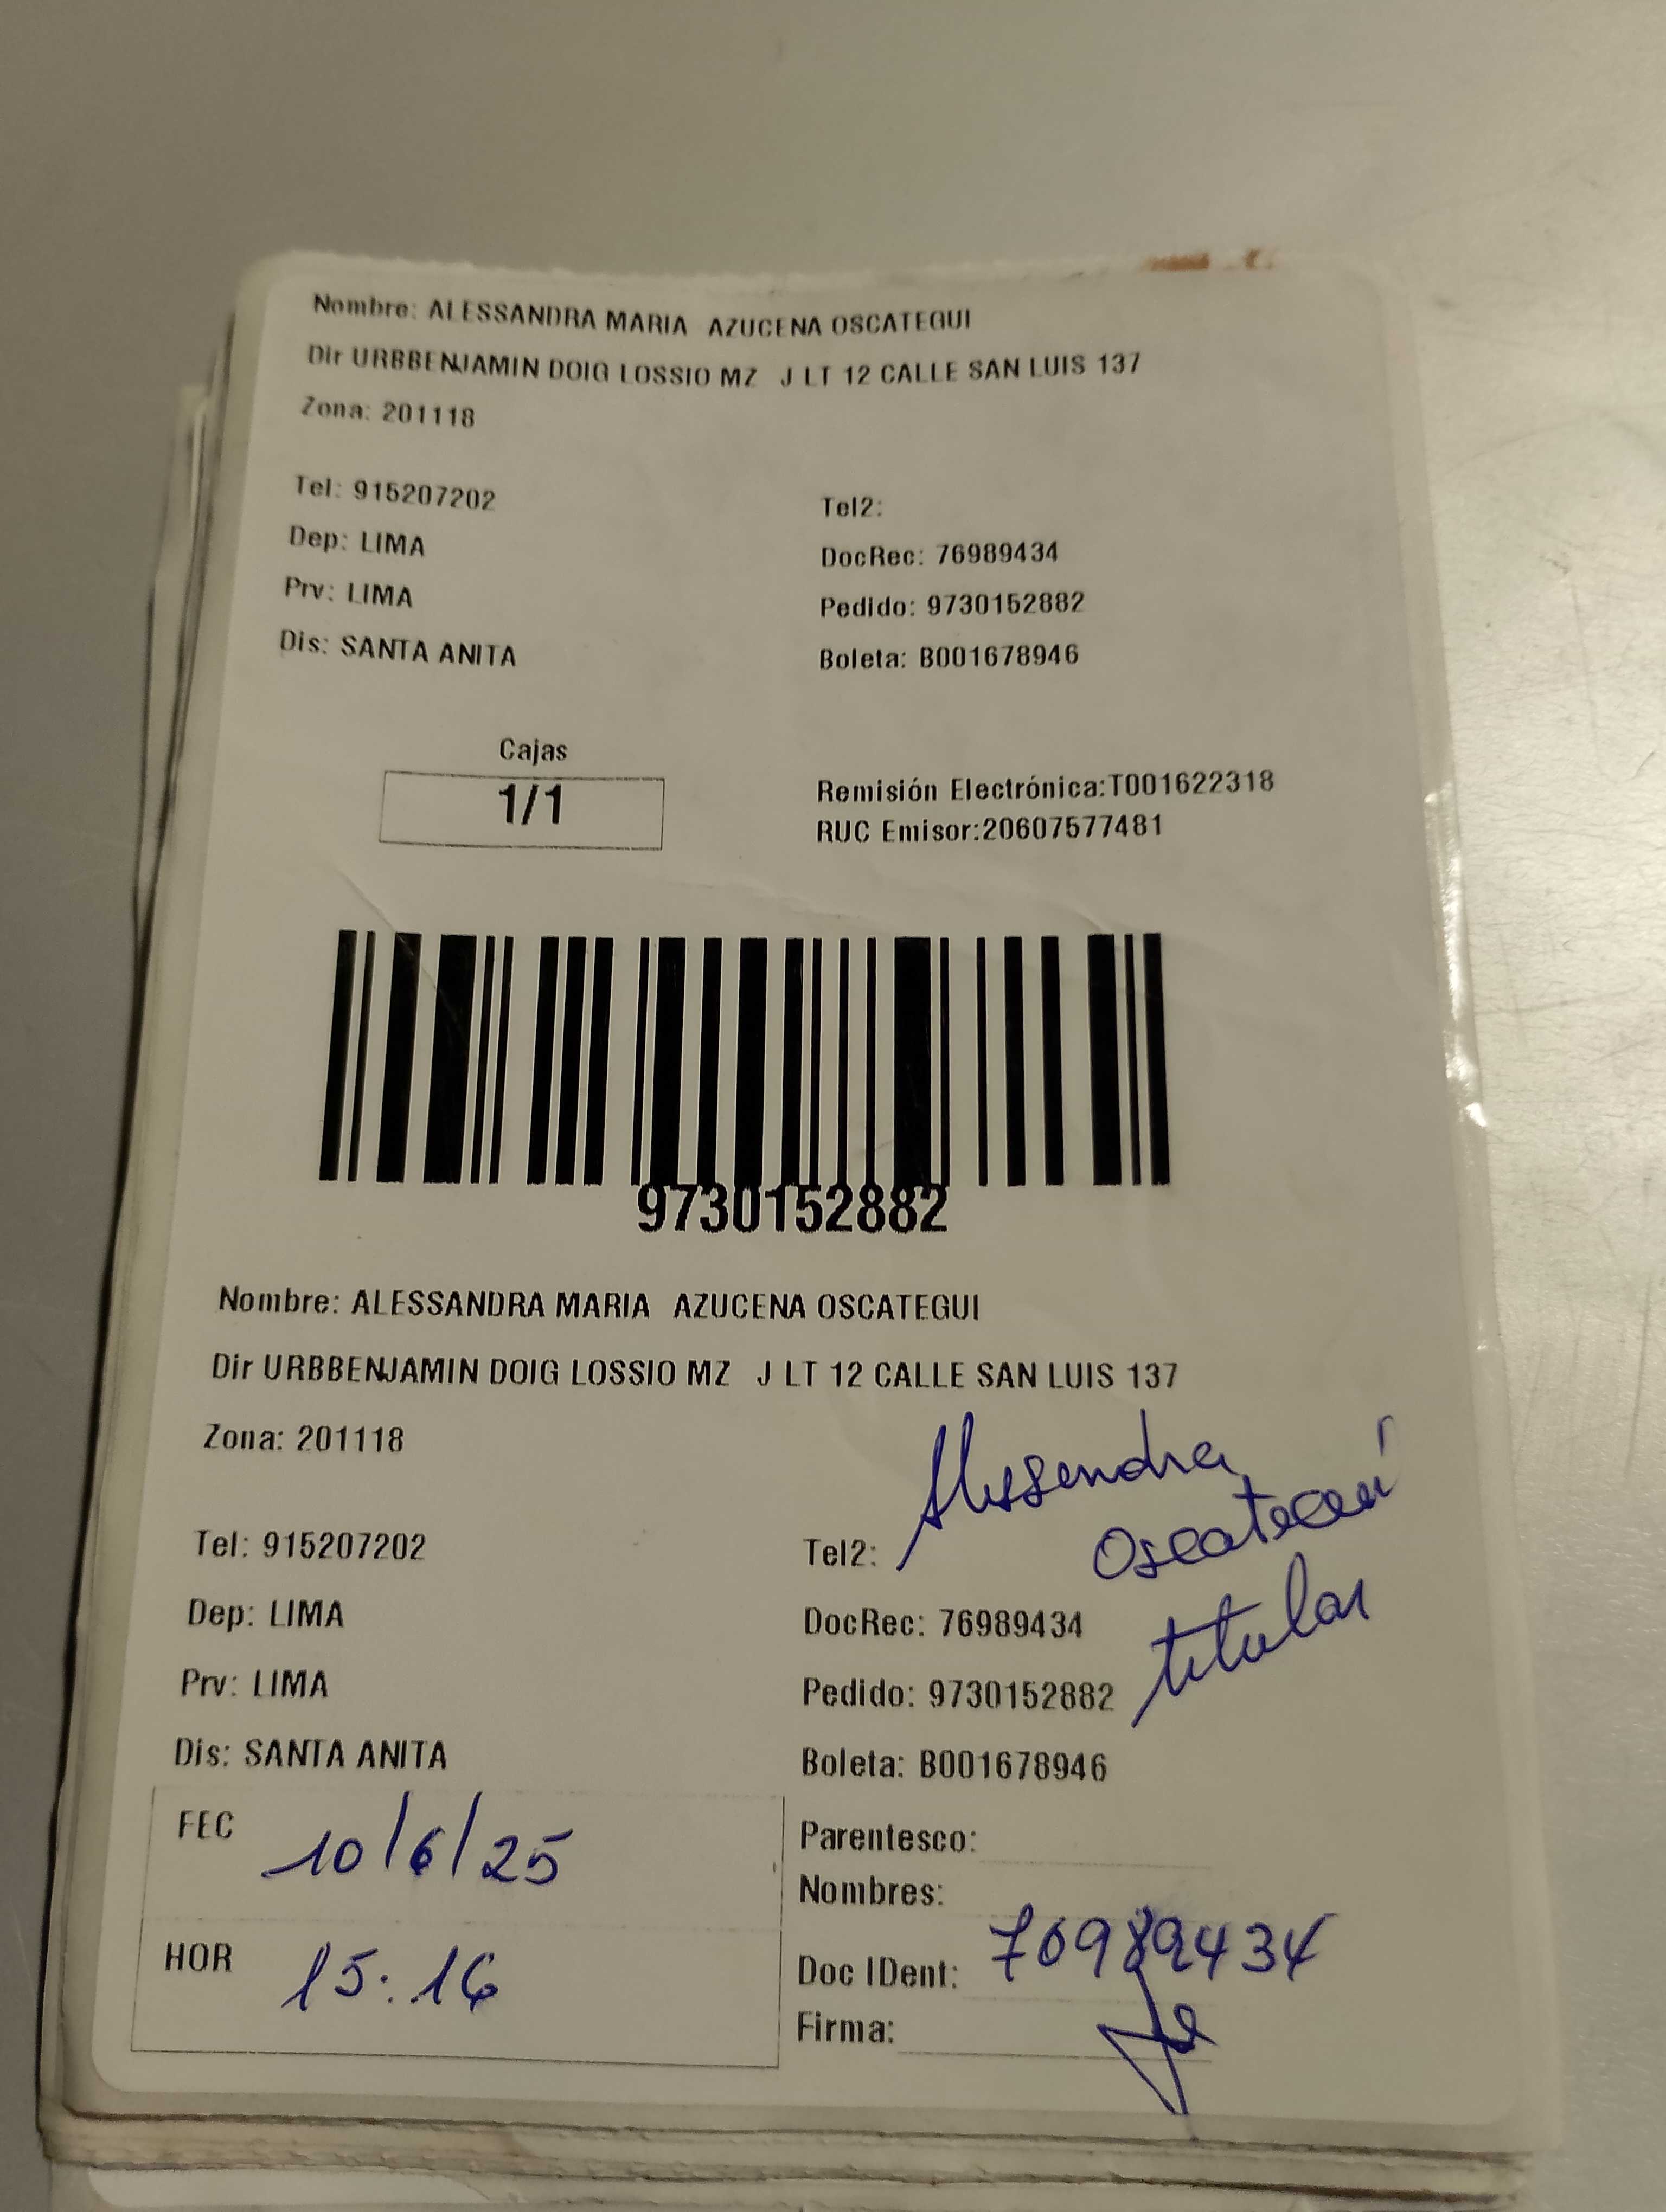 Nombre: ALESSANDRA MARIA AZUCENA OSCATEGUI
Dir URBBENJAMIN DOIG LOSSIO MZ J LT 12 CALLE SAN LUIS 137
Zona: 201118
Tel: 915207202 Tel2:
Dep: LIMA DocRec: 76989434
Prv: LIMA Pedido: 9730152882
Dis: SANTA ANITA Boleta: B001678946
Cajas
1/1
Remisión Electrónica:T001622318
RUC Emisor:20607577481
9730152882
Nombre: ALESSANDRA MARIA AZUCENA OSCATEGUI
Dir URBBENJAMIN DOIG LOSSIO MZ J LT 12 CALLE SAN LUIS 137
Zona: 201118
Alessandra
Oscategui
Tel: 915207202 Tel2:
titular
Dep: LIMA DocRec: 76989434
Prv: LIMA Pedido: 9730152882
Dis: SANTA ANITA Boleta: B001678946
FEC 10/6/25
Parentesco:
Nombres:
HOR 15:16
Doc IDent: 76989434
Firma: